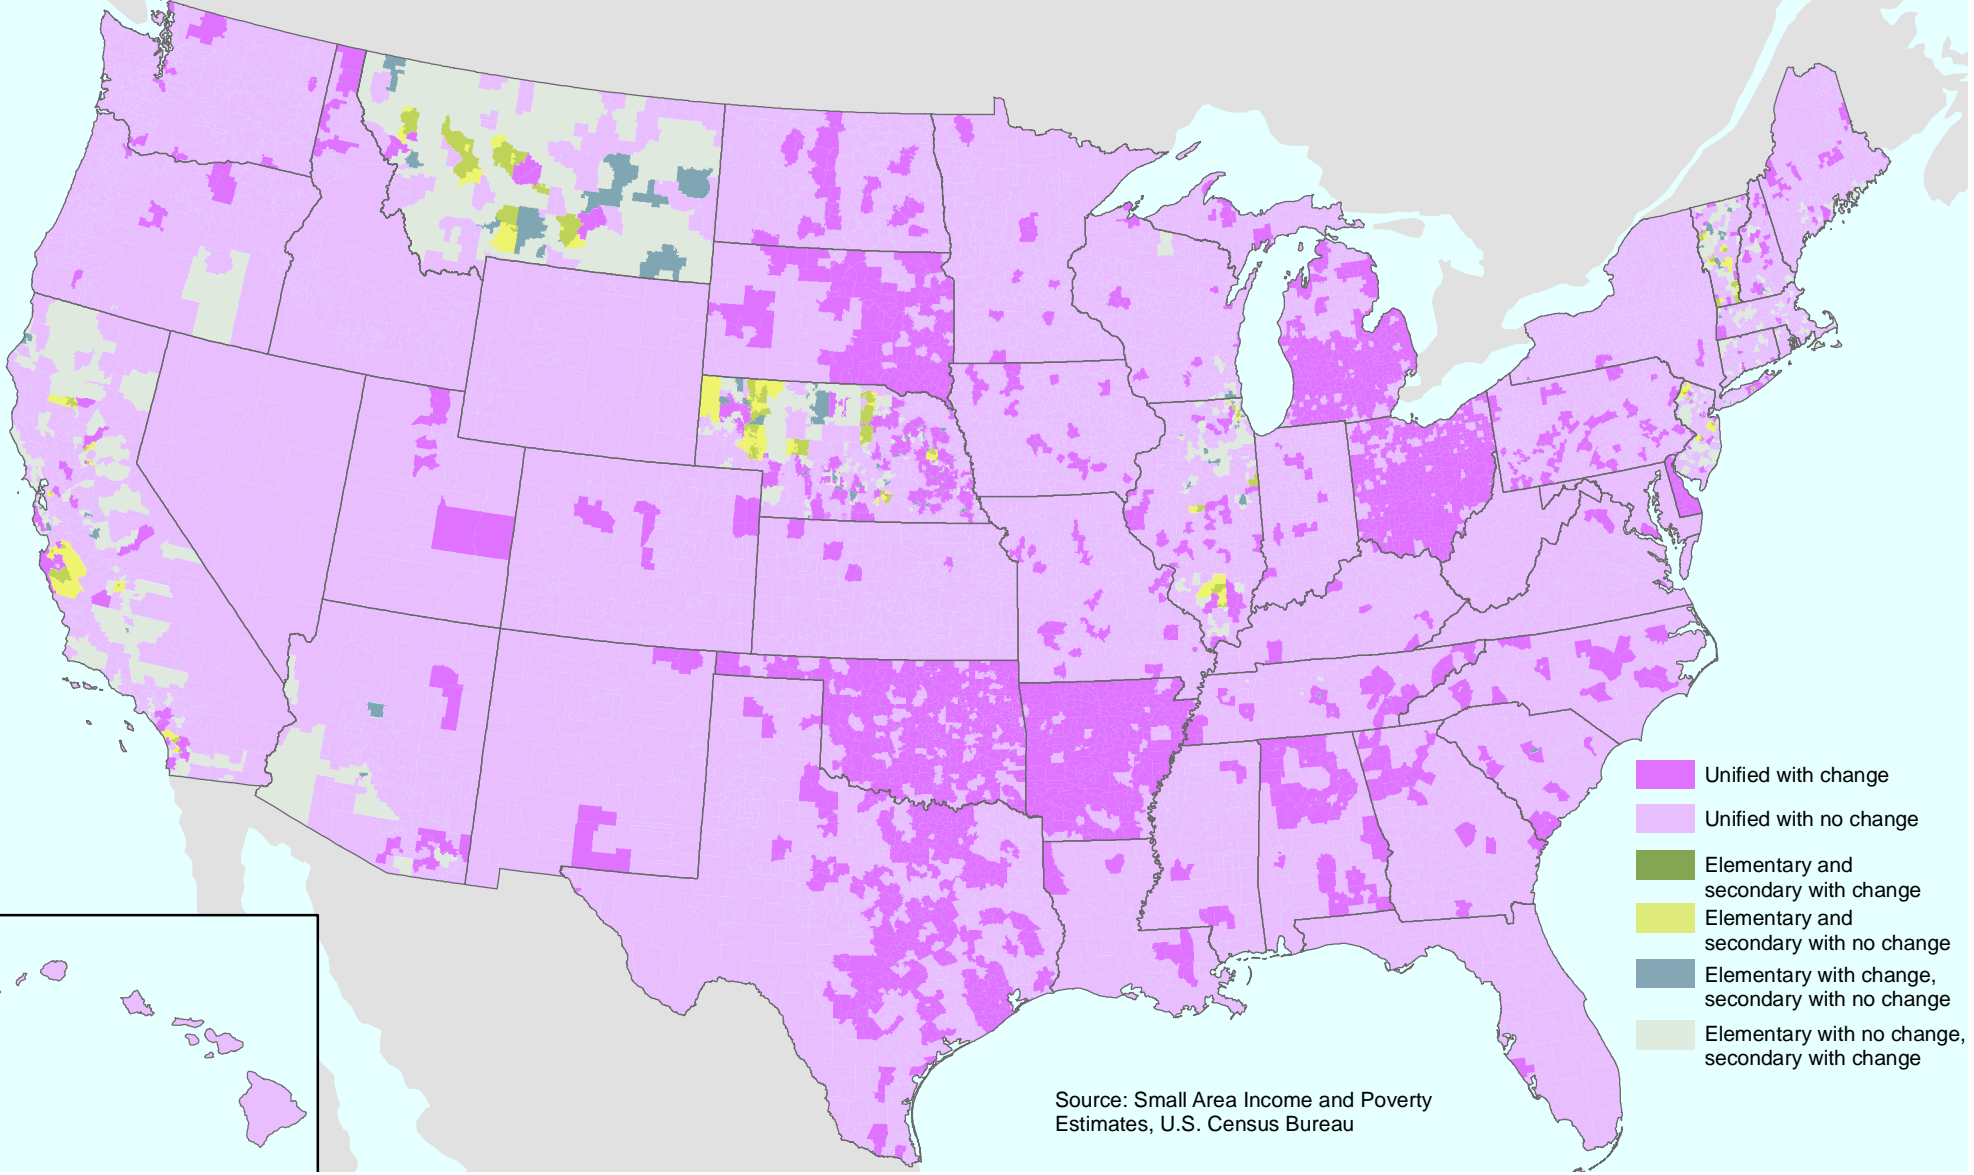 Unified with change
Unified with no change
Elementary and
secondary with change
Elementary and
secondary with no change
Elementary with change,
secondary with no change
Elementary with no change,
secondary with change
Source: Small Area Income and Poverty
Estimates, U.S. Census Bureau